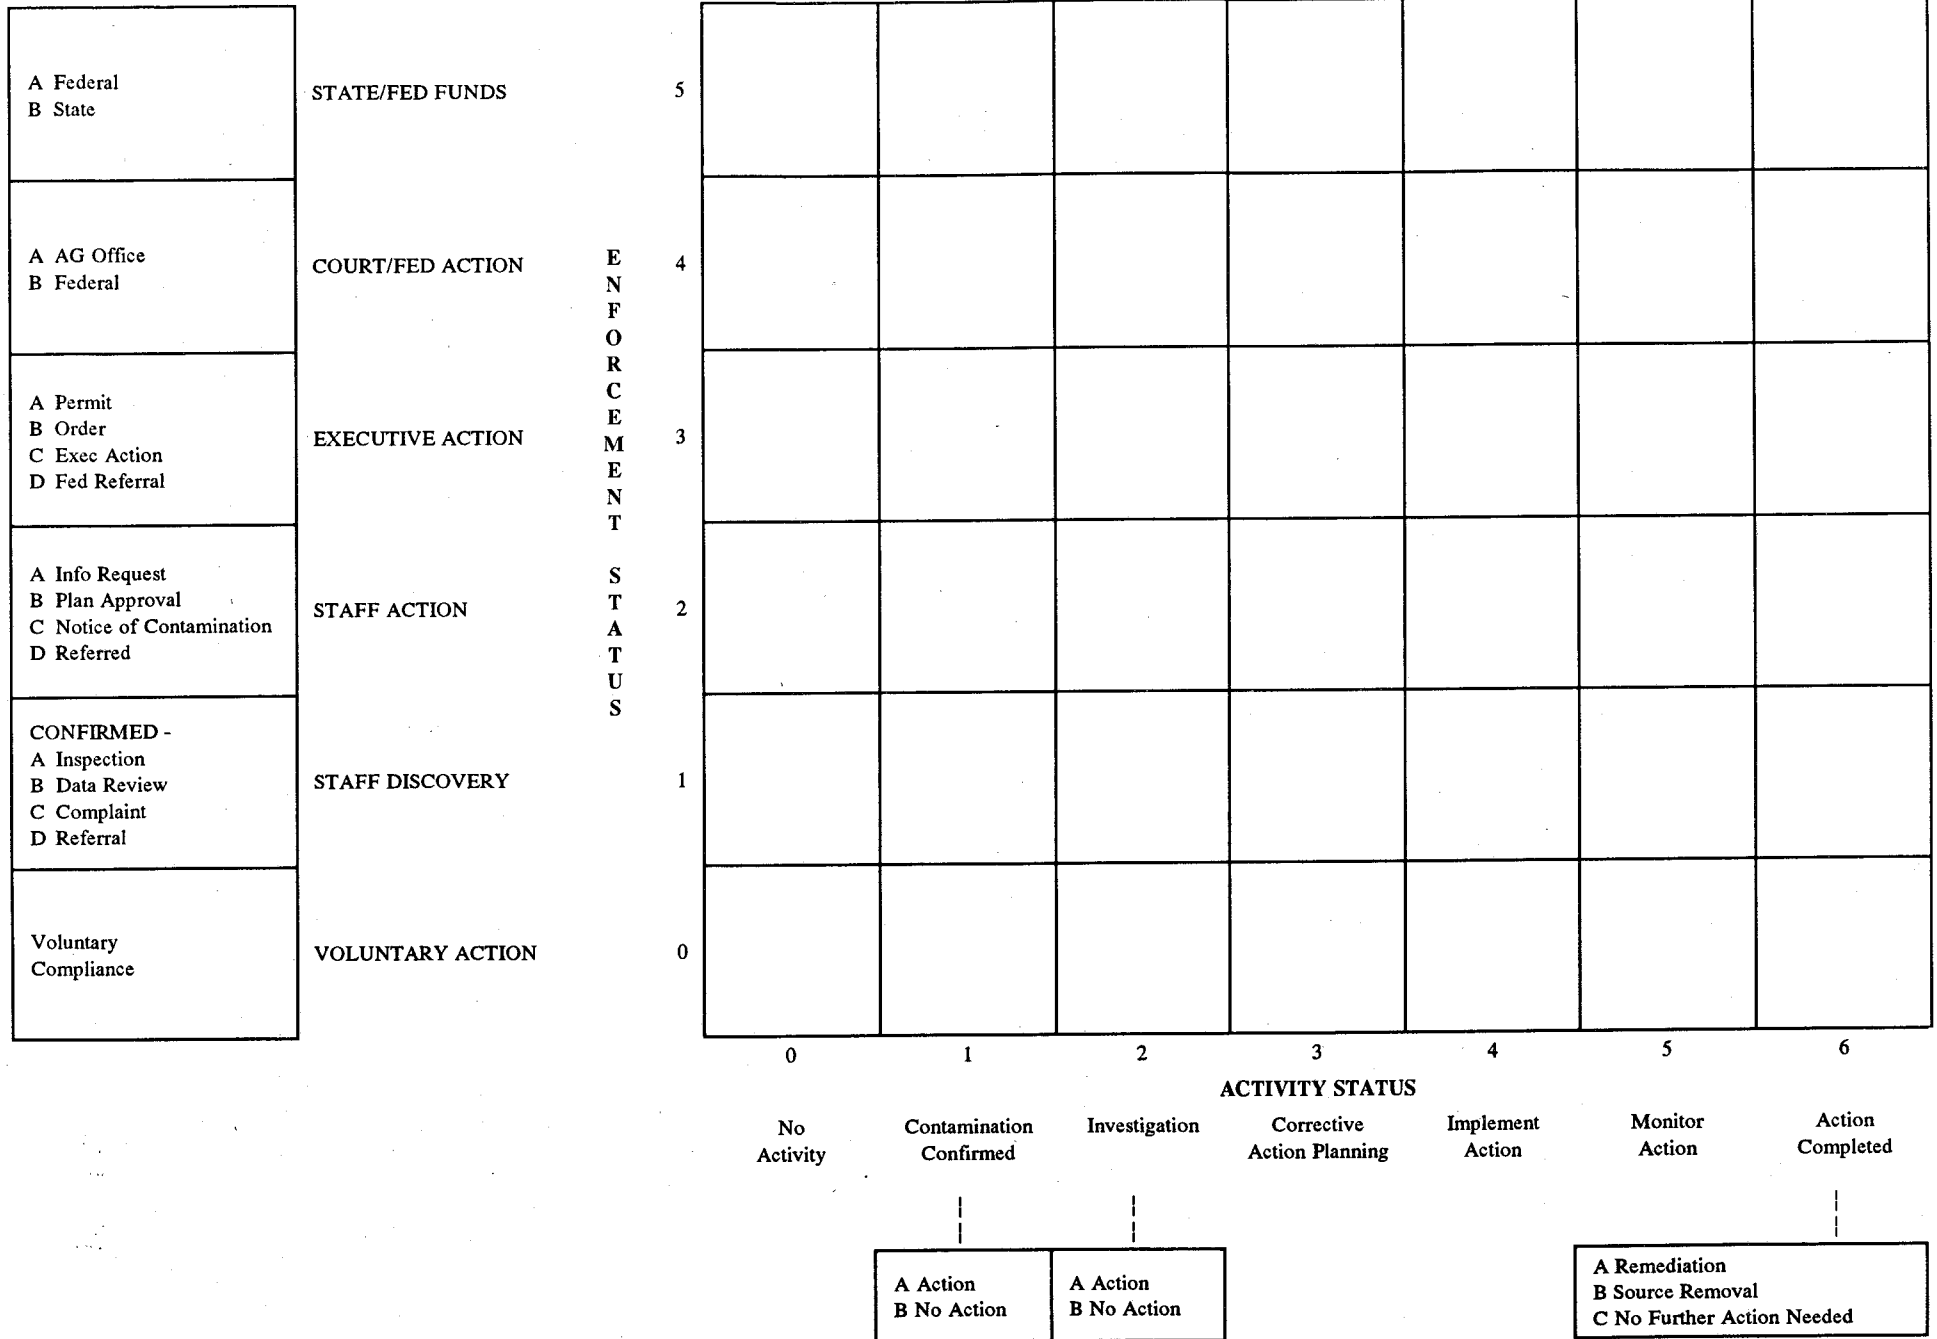 A Federal
B State
STATE/FED FUNDS
5
A AG Office
B Federal
COURT/FED ACTION
4
A Permit
B Order
C Exec Action
D Fed Referral
EXECUTIVE ACTION
3
A Info Request
B Plan Approval
C Notice of Contamination
D Referred
STAFF ACTION
2
CONFIRMED -
A Inspection
B Data Review
C Complaint
D Referral
STAFF DISCOVERY
1
Voluntary
Compliance
VOLUNTARY ACTION
0
ENFORCEMENT STATUS
0 1 2 3 4 5 6
ACTIVITY STATUS
No
Activity
Contamination
Confirmed
Investigation
Corrective
Action Planning
Implement
Action
Monitor
Action
Action
Completed
A Action
B No Action
A Action
B No Action
A Remediation
B Source Removal
C No Further Action Needed